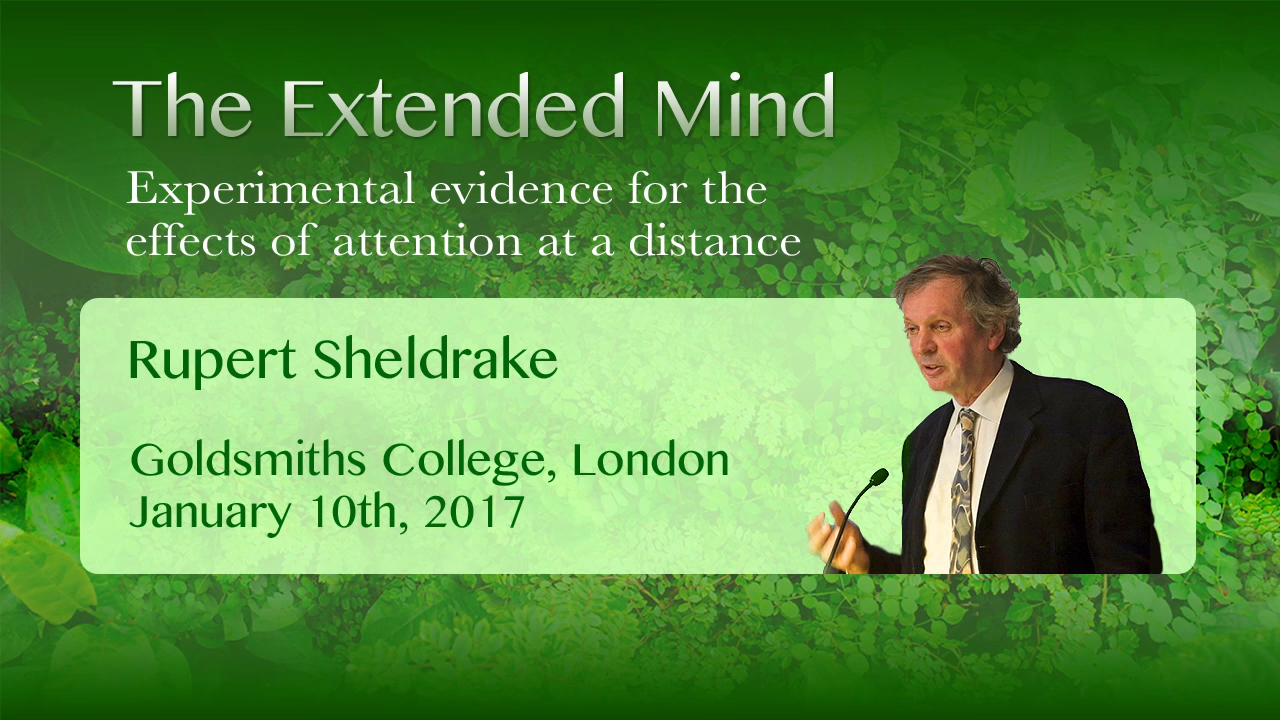 The Extended Mind
Experimental evidence for the
effects of attention at a distance
Rupert Sheldrake
Goldsmiths College, London
January 10th, 2017